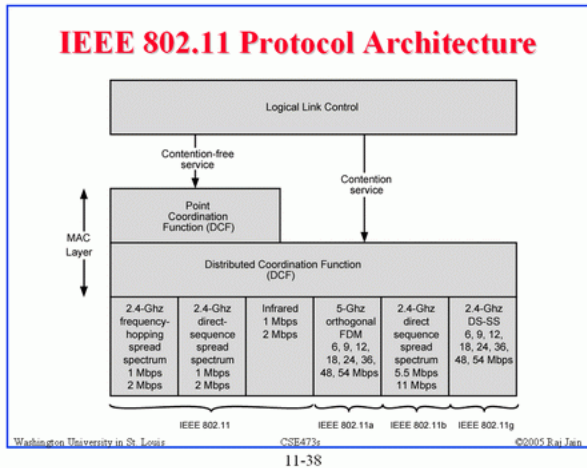 IEEE 802.11 Protocol Architecture
Logical Link Control
Contention-free
service
Contention
service
Point
Coordination
Function (DCF)
MAC
Layer
Distributed Coordination Function
(DCF)
2.4-Ghz
frequency-
hopping
spread
spectrum
1 Mbps
2 Mbps
2.4-Ghz
direct-
sequence
spread
spectrum
1 Mbps
2 Mbps
Infrared
1 Mbps
2 Mbps
5-Ghz
orthogonal
FDM
6, 9, 12,
18, 24, 36,
48, 54 Mbps
2.4-Ghz
direct
sequence
spread
spectrum
5.5 Mbps
11 Mbps
2.4-Ghz
DS-SS
6, 9, 12,
18, 24, 36,
48, 54 Mbps
IEEE 802.11
IEEE 802.11a
IEEE 802.11b
IEEE 802.11g
Washington University in St. Louis
CSE473s
©2005 Raj Jain
11-38